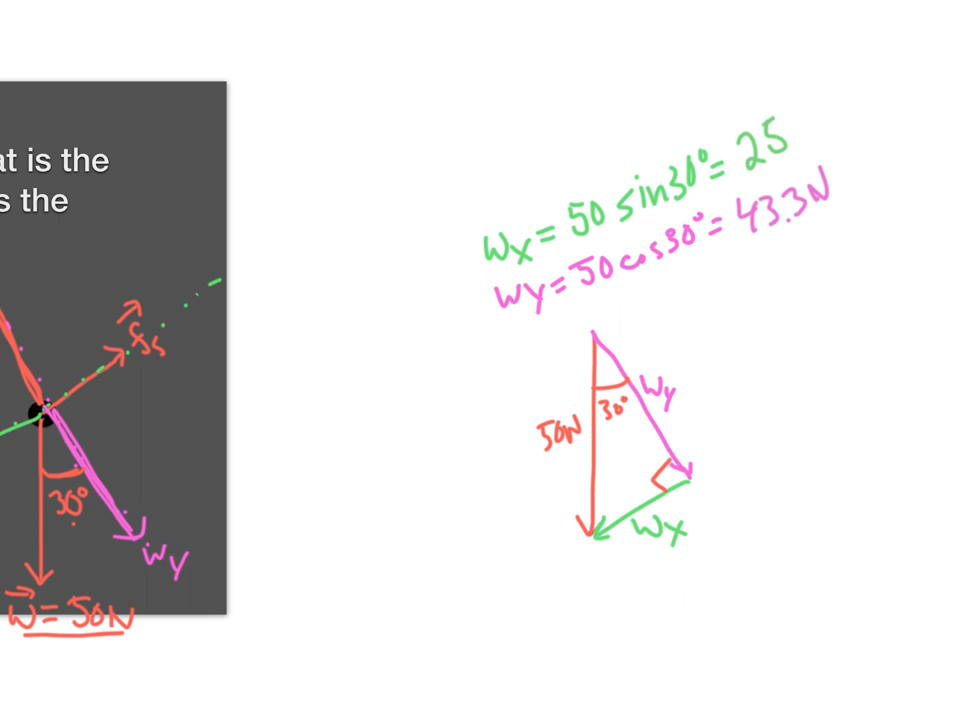 at is the
s the
wx = 50 sin30° = 25
wy = 50 cos30° = 43.3N
fs
30°
wy
w = 50N
50N
30°
wy
wx